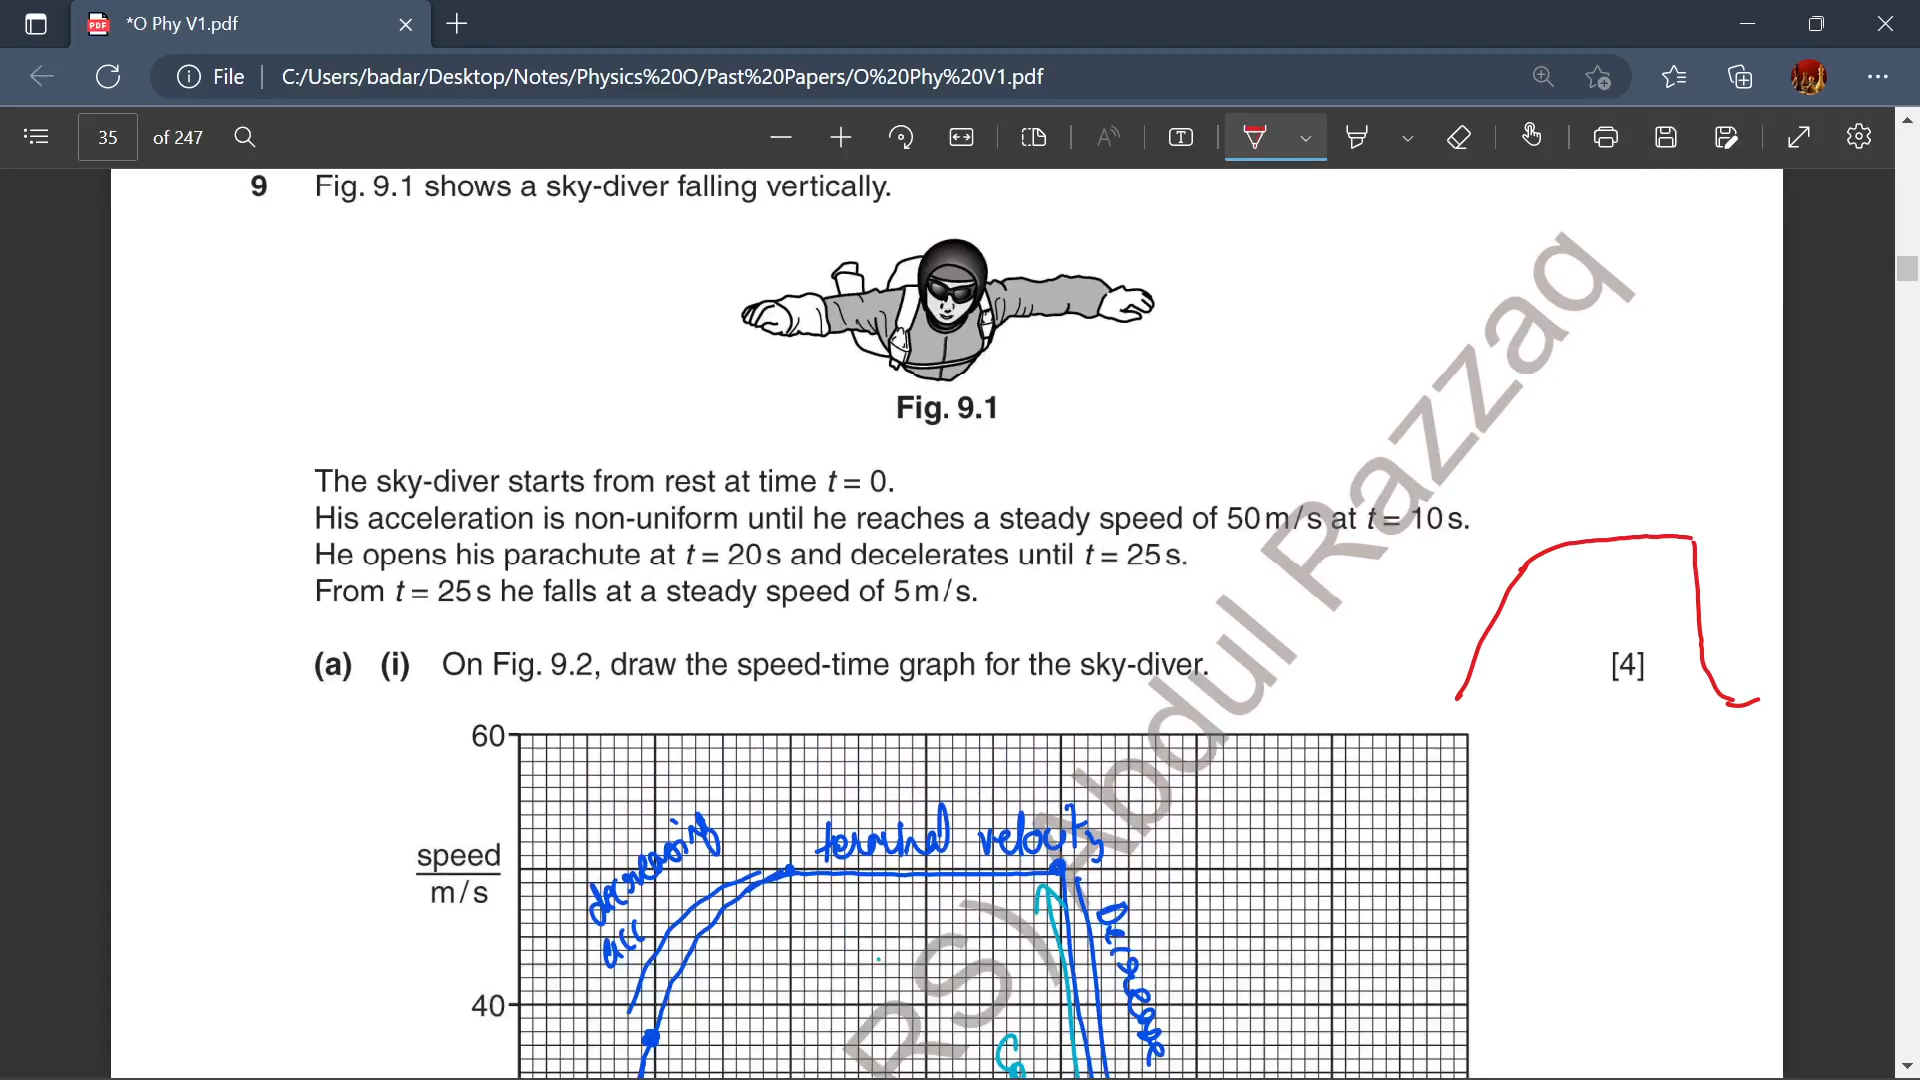 *O Phy V1.pdf
File C:/Users/badar/Desktop/Notes/Physics%20O/Past%20Papers/O%20Phy%20V1.pdf
35 of 247
9 Fig. 9.1 shows a sky-diver falling vertically.
Fig. 9.1
The sky-diver starts from rest at time t = 0.
His acceleration is non-uniform until he reaches a steady speed of 50 m/s at t = 10 s.
He opens his parachute at t = 20 s and decelerates until t = 25 s.
From t = 25 s he falls at a steady speed of 5 m/s.
(a) (i) On Fig. 9.2, draw the speed-time graph for the sky-diver. [4]
60
terminal velocity
decreasing
acc
speed
m/s
Decrease
40
RS) Abdul Razzaq